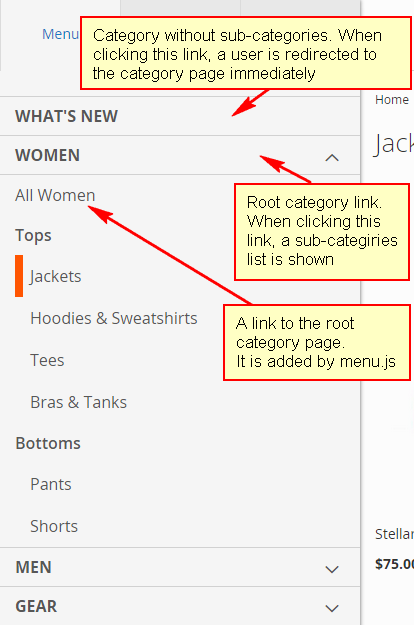 Menu
Category without sub-categories. When
clicking this link, a user is redirected to
the category page immediately
Home
WHAT'S NEW
Jack
WOMEN
Root category link.
When clicking this
link, a sub-categiries
list is shown
All Women
Tops
Jackets
Hoodies & Sweatshirts
A link to the root
category page.
It is added by menu.js
Tees
Bras & Tanks
Bottoms
Pants
Shorts
Stellar
$75.00
MEN
GEAR